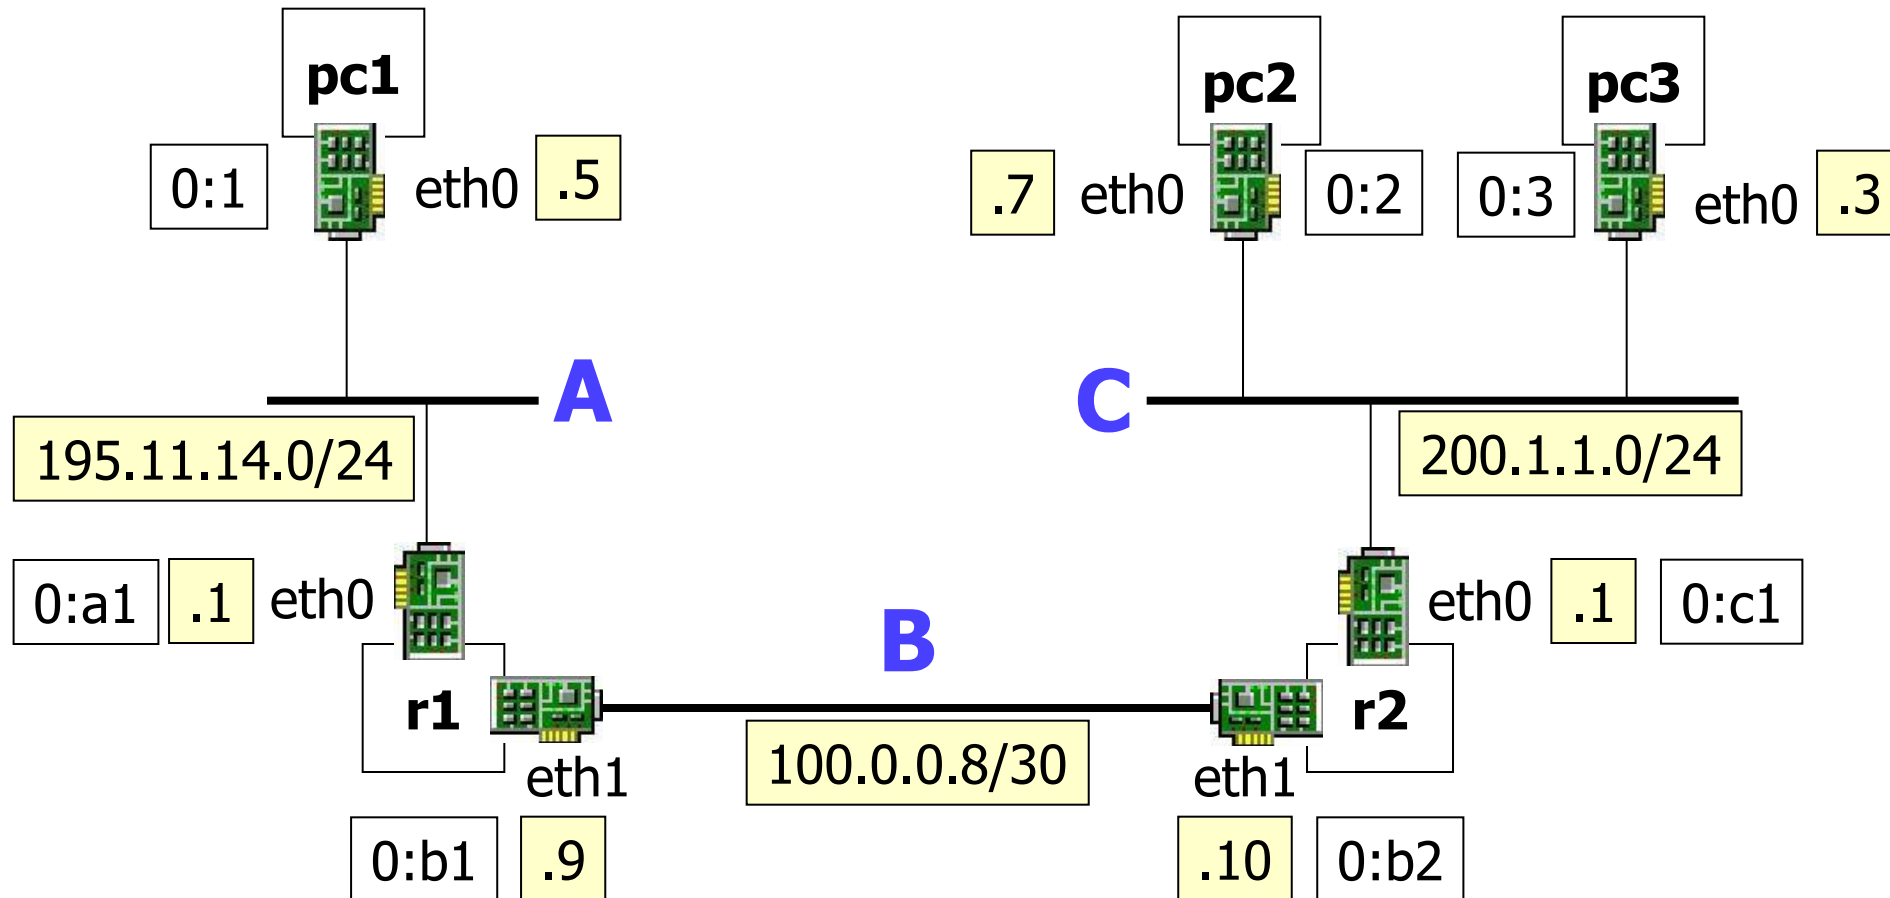 pc1
pc2
pc3
0:1
eth0
.5
.7
eth0
0:2
0:3
eth0
.3
A
C
195.11.14.0/24
200.1.1.0/24
0:a1
.1
eth0
eth0
.1
0:c1
B
r1
r2
100.0.0.8/30
eth1
eth1
0:b1
.9
.10
0:b2